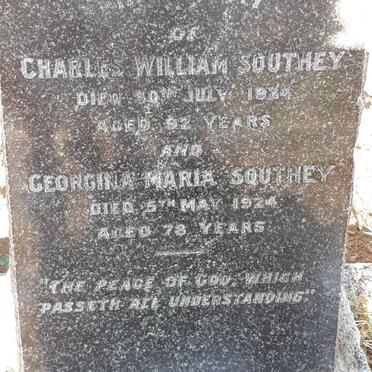 OF
CHARLES WILLIAM SOUTHEY
DIED 30TH JULY 1924
AGED 82 YEARS
AND
GEORGINA MARIA SOUTHEY
DIED 5TH MAY 1924
AGED 78 YEARS
"THE PEACE OF GOD, WHICH
PASSETH ALL UNDERSTANDING"